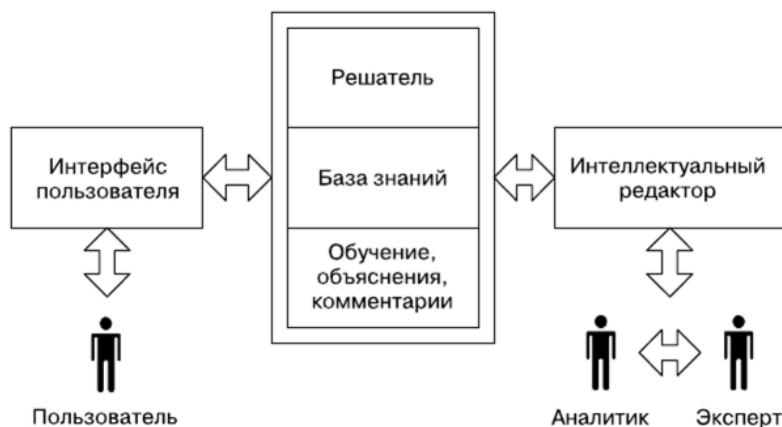 Решатель
Интерфейс
пользователя
База знаний
Интеллектуальный
редактор
Обучение,
объяснения,
комментарии
Пользователь
Аналитик
Эксперт